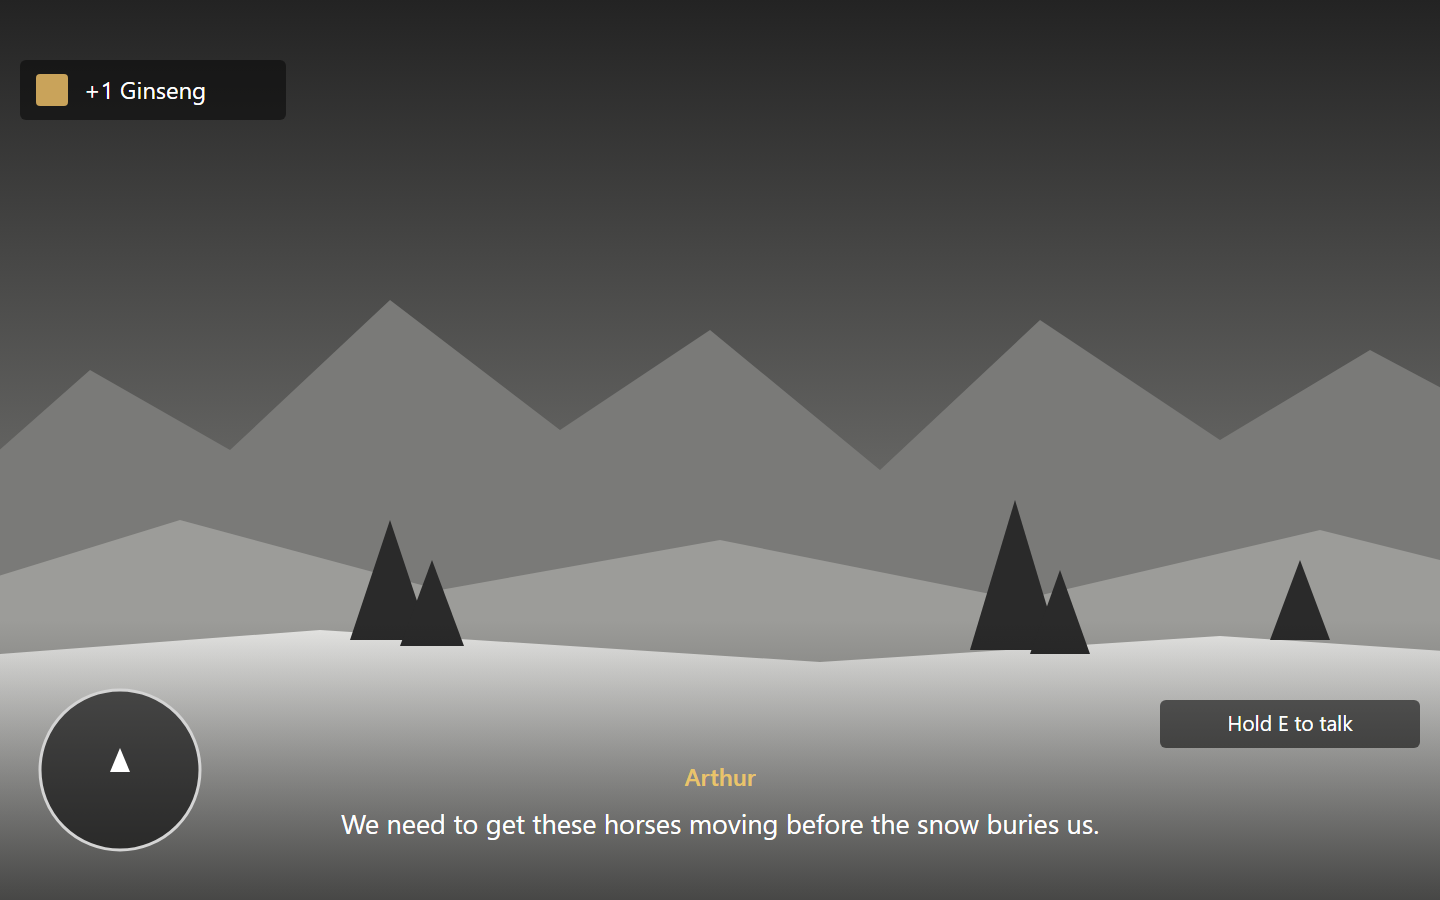 +1 Ginseng
Hold E to talk
Arthur
We need to get these horses moving before the snow buries us.